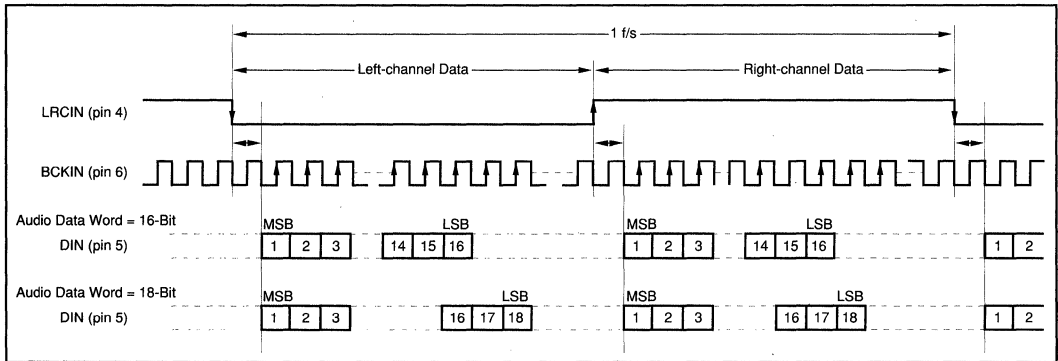 1 f/s
Left-channel Data
Right-channel Data
LRCIN (pin 4)
BCKIN (pin 6)
Audio Data Word = 16-Bit
MSB LSB MSB LSB
DIN (pin 5) 1 2 3 14 15 16 1 2 3 14 15 16 1 2
Audio Data Word = 18-Bit
MSB LSB MSB LSB
DIN (pin 5) 1 2 3 16 17 18 1 2 3 16 17 18 1 2